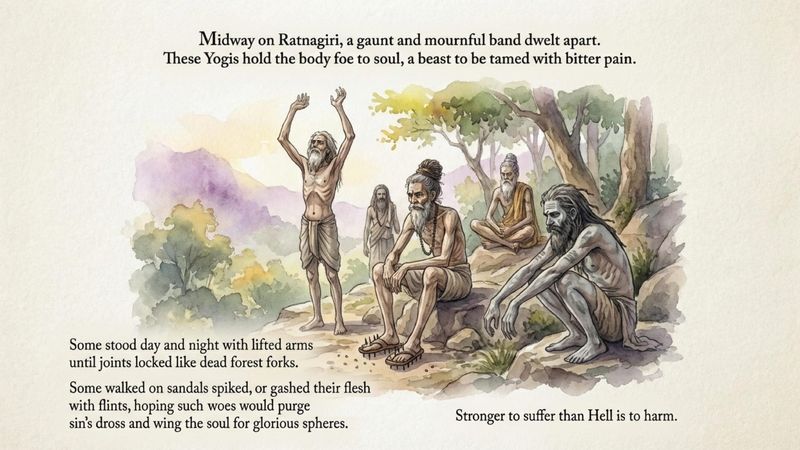 Midway on Ratnagiri, a gaunt and mournful band dwelt apart.
These Yogis hold the body foe to soul, a beast to be tamed with bitter pain.
Some stood day and night with lifted arms
until joints locked like dead forest forks.
Some walked on sandals spiked, or gashed their flesh
with flints, hoping such woes would purge
sin's dross and wing the soul for glorious spheres.
Stronger to suffer than Hell is to harm.